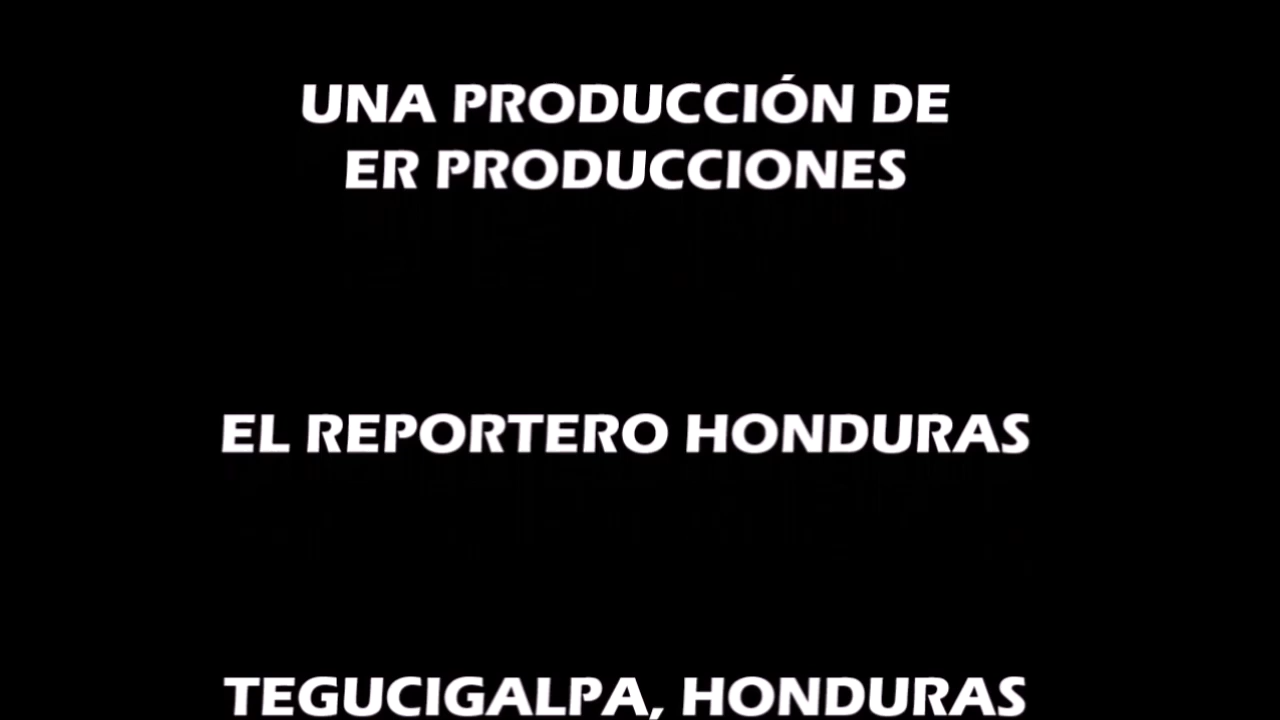 UNA PRODUCCIÓN DE
ER PRODUCCIONES
EL REPORTERO HONDURAS
TEGUCIGALPA, HONDURAS